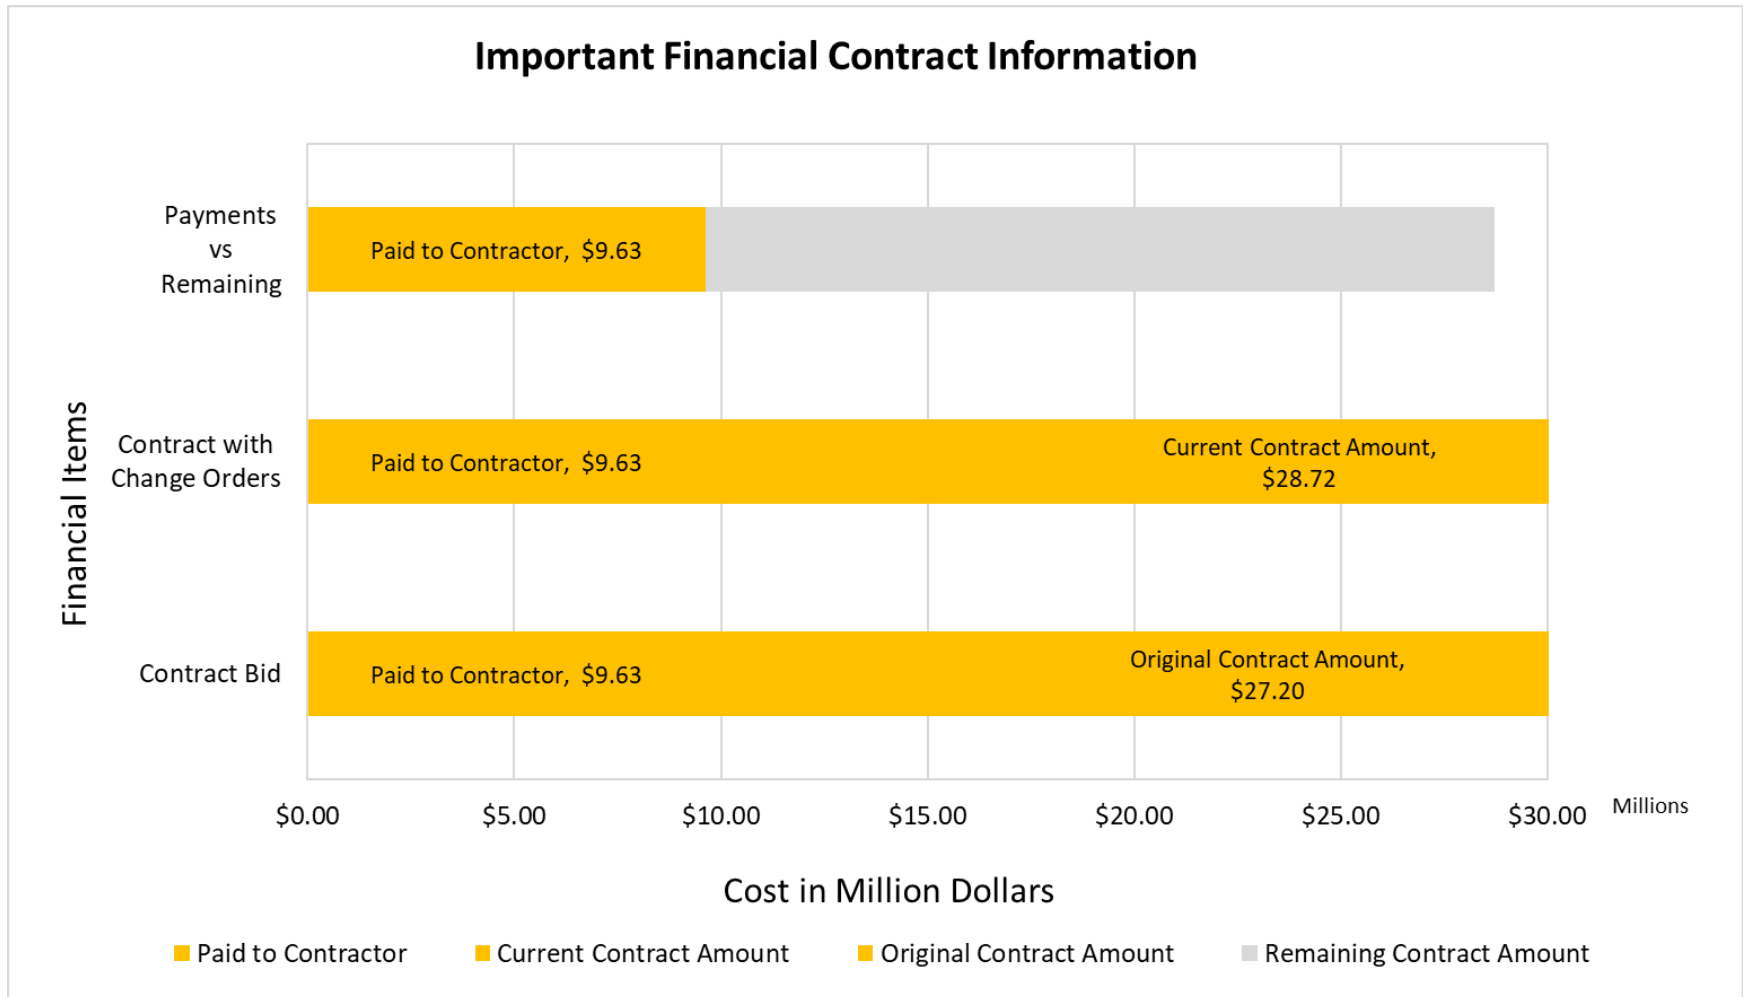 Important Financial Contract Information
Payments
vs
Remaining
Paid to Contractor, $9.63
Financial Items
Contract with
Change Orders
Paid to Contractor, $9.63
Current Contract Amount,
$28.72
Contract Bid
Paid to Contractor, $9.63
Original Contract Amount,
$27.20
$0.00 $5.00 $10.00 $15.00 $20.00 $25.00 $30.00 Millions
Cost in Million Dollars
Paid to Contractor Current Contract Amount Original Contract Amount Remaining Contract Amount